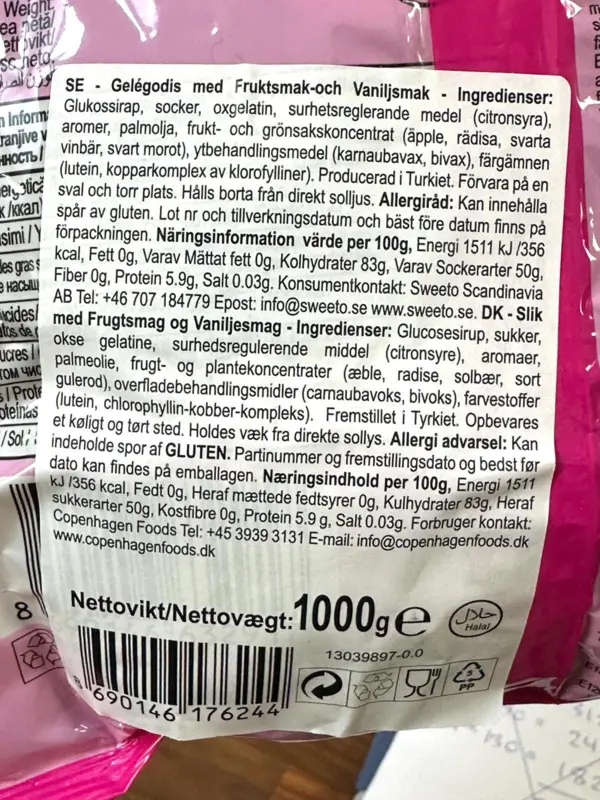 Weight
SE - Gelégodis med Fruktsmak-och Vaniljsmak - Ingredienser:
Glukossirap, socker, oxgelatin, surhetsreglerande medel (citronsyra),
aromer, palmolja, frukt- och grönsakskoncentrat (äpple, rädisa, svarta
vinbär, svart morot), ytbehandlingsmedel (karnaubavax, bivax), färgämnen
(lutein, kopparkomplex av klorofylliner). Producerad i Turkiet. Förvara på en
sval och torr plats. Hålls borta från direkt solljus. Allergiråd: Kan innehålla
spår av gluten. Lot nr och tillverkningsdatum och bäst före datum finns på
förpackningen. Näringsinformation värde per 100g, Energi 1511 kJ /356
kcal, Fett 0g, Varav Mättat fett 0g, Kolhydrater 83g, Varav Sockerarter 50g,
Fiber 0g, Protein 5.9g, Salt 0.03g. Konsumentkontakt: Sweeto Scandinavia
AB Tel: +46 707 184779 Epost: info@sweeto.se www.sweeto.se. DK - Slik
med Frugtsmag og Vaniljesmag - Ingredienser: Glucosesirup, sukker,
okse gelatine, surhedsregulerende middel (citronsyre), aromaer,
palmeolie, frugt- og plantekoncentrater (æble, radise, solbær, sort
gulerod), overfladebehandlingsmidler (carnaubavoks, bivoks), farvestoffer
(lutein, chlorophyllin-kobber-kompleks). Fremstillet i Tyrkiet. Opbevares
et køligt og tørt sted. Holdes væk fra direkte sollys. Allergi advarsel: Kan
indeholde spor af GLUTEN. Partinummer og fremstillingsdato og bedst før
dato kan findes på emballagen. Næringsindhold per 100g, Energi 1511
kJ /356 kcal, Fedt 0g, Heraf mættede fedtsyrer 0g, Kulhydrater 83g, Heraf
sukkerarter 50g, Kostfibre 0g, Protein 5.9 g, Salt 0.03g. Forbruger kontakt:
Copenhagen Foods Tel: +45 3939 3131 E-mail: info@copenhagenfoods.dk
www.copenhagenfoods.dk
Nettovikt/Nettovægt:1000g e
حلال
Halal
13039897-0.0
8 690146 176244
5
PP
8